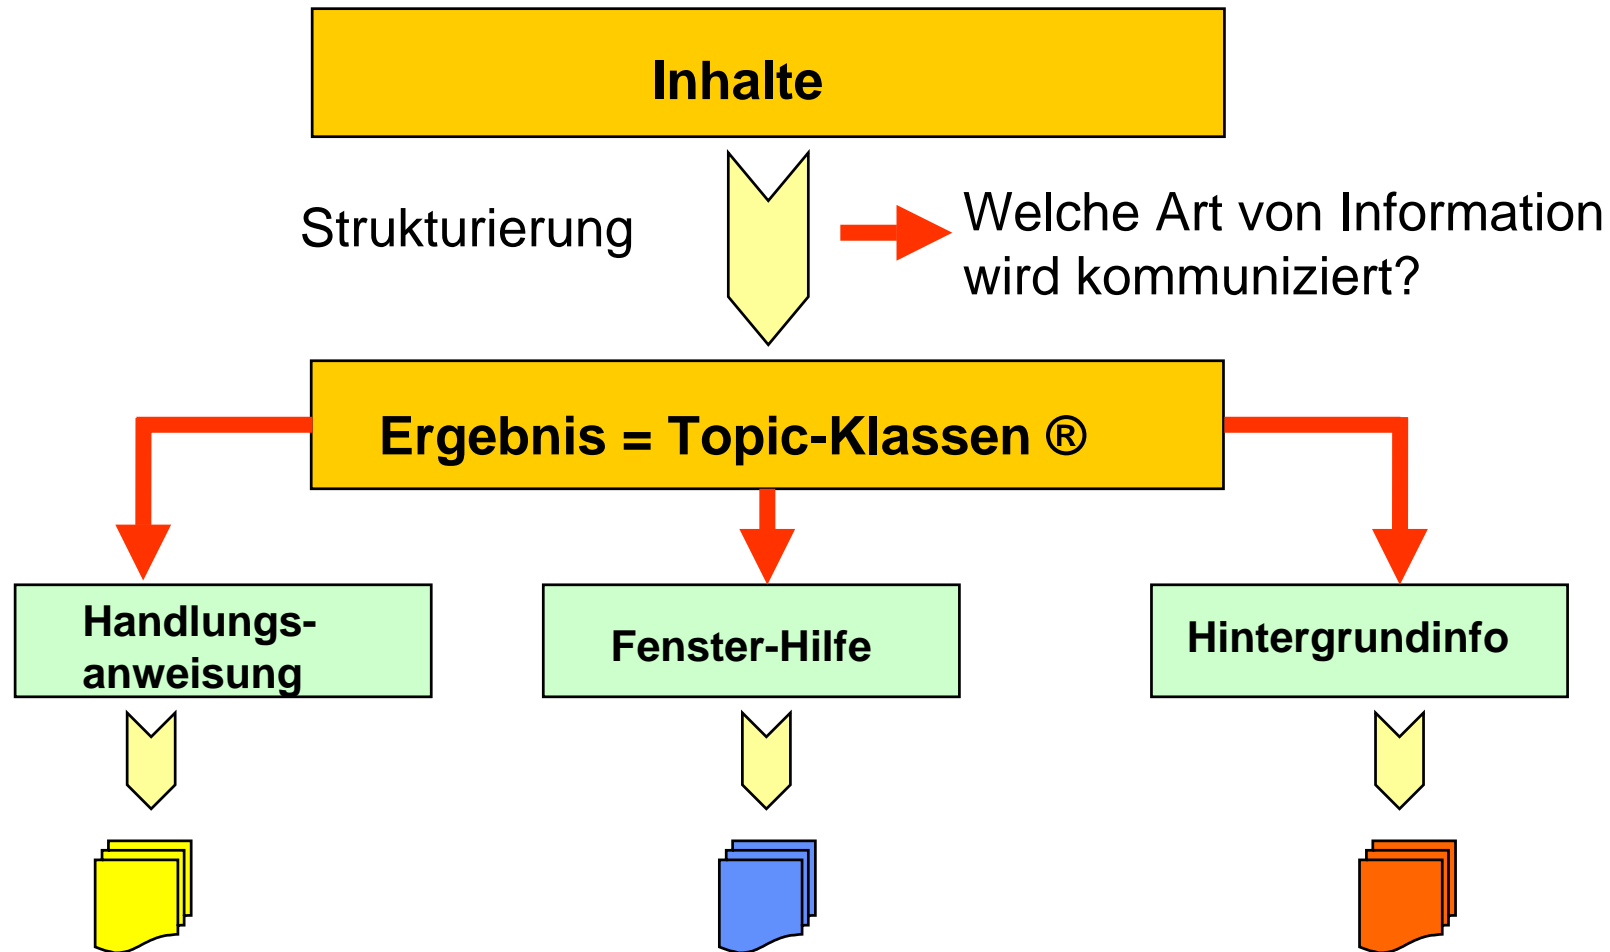 Inhalte
Strukturierung
Welche Art von Information
wird kommuniziert?
Ergebnis = Topic-Klassen ®
Handlungs-
anweisung
Fenster-Hilfe
Hintergrundinfo